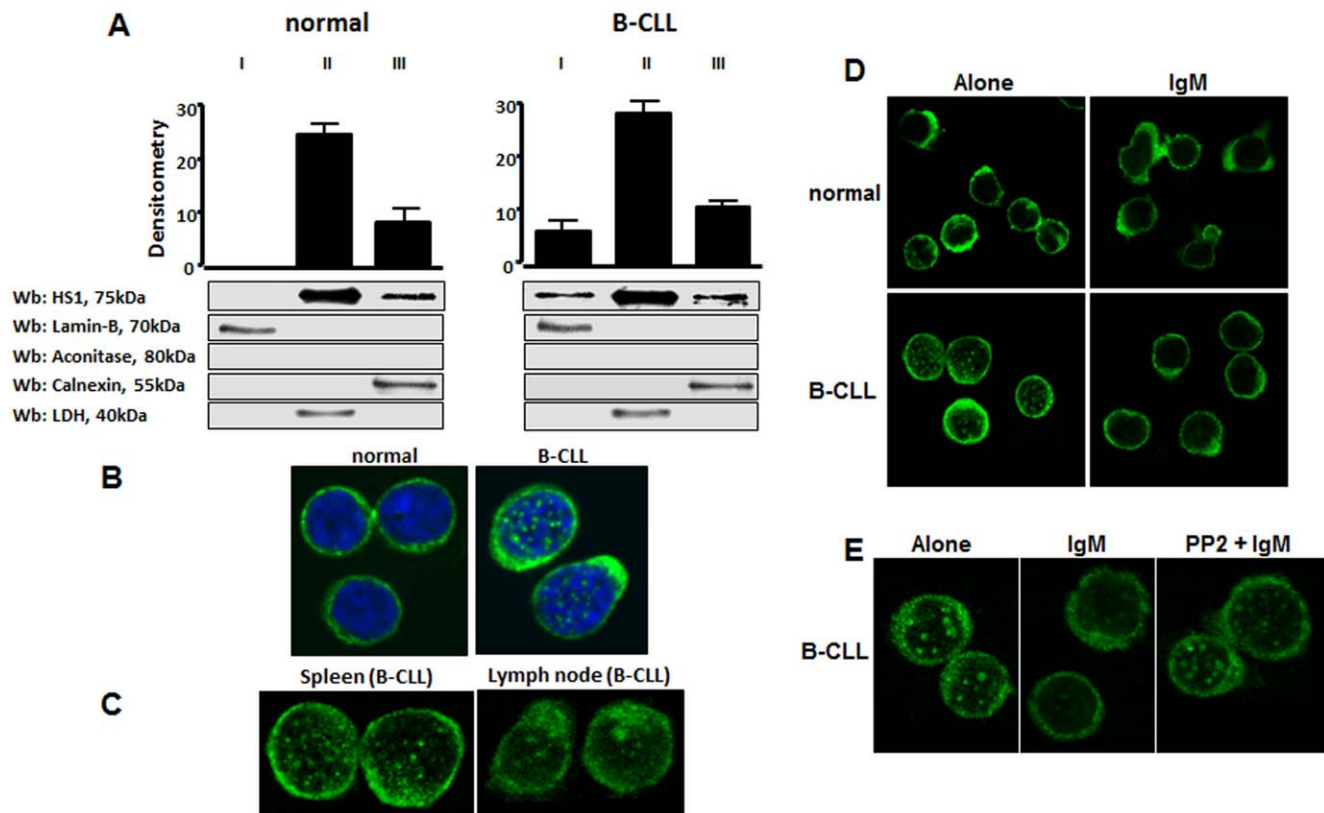 A
normal
B-CLL
I II III
I II III
30
20
10
0
Densitometry
30
20
10
0
Wb: HS1, 75kDa
Wb: Lamin-B, 70kDa
Wb: Aconitase, 80kDa
Wb: Calnexin, 55kDa
Wb: LDH, 40kDa
B
normal
B-CLL
C
Spleen (B-CLL)
Lymph node (B-CLL)
D
Alone
IgM
normal
B-CLL
E
Alone
IgM
PP2 + IgM
B-CLL